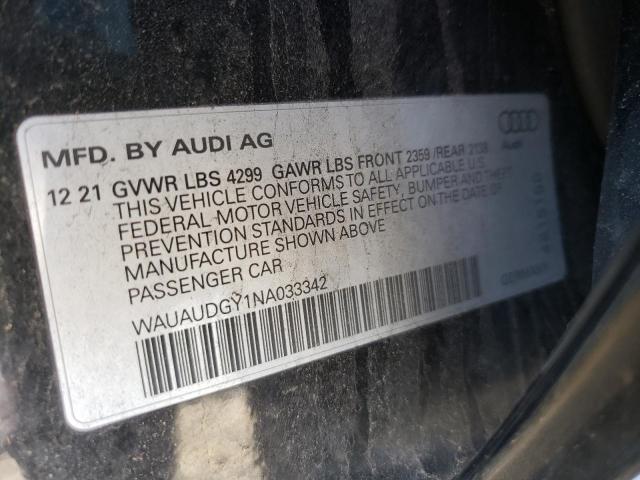 MFD. BY AUDI AG
12 21 GVWR LBS 4299 GAWR LBS FRONT 2359 /REAR 2138
THIS VEHICLE CONFORMS TO ALL APPLICABLE U.S.
FEDERAL MOTOR VEHICLE SAFETY, BUMPER AND THEFT
PREVENTION STANDARDS IN EFFECT ON THE DATE OF
MANUFACTURE SHOWN ABOVE
PASSENGER CAR
WAUAUDGY1NA033342
Audi
GERMANY